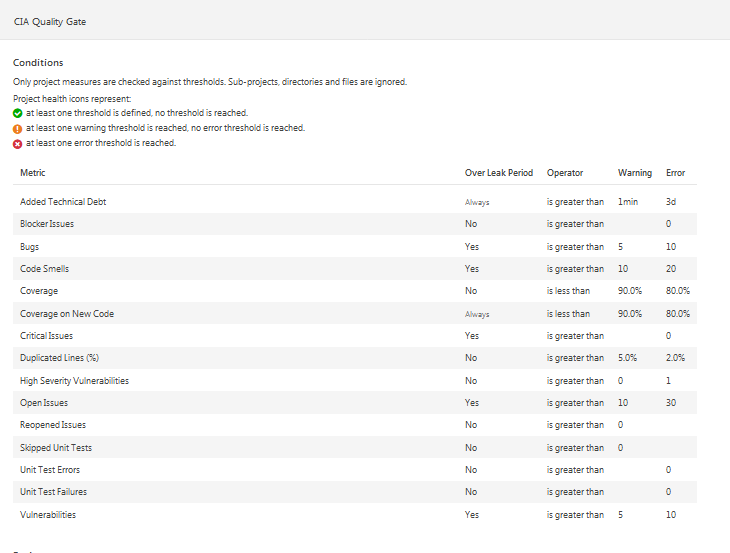 CIA Quality Gate
Conditions
Only project measures are checked against thresholds. Sub-projects, directories and files are ignored.
Project health icons represent:
at least one threshold is defined, no threshold is reached.
at least one warning threshold is reached, no error threshold is reached.
at least one error threshold is reached.
Metric Over Leak Period Operator Warning Error
Added Technical Debt Always is greater than 1min 3d
Blocker Issues No is greater than 0
Bugs Yes is greater than 5 10
Code Smells Yes is greater than 10 20
Coverage No is less than 90.0% 80.0%
Coverage on New Code Always is less than 90.0% 80.0%
Critical Issues Yes is greater than 0
Duplicated Lines (%) No is greater than 5.0% 2.0%
High Severity Vulnerabilities No is greater than 0 1
Open Issues Yes is greater than 10 30
Reopened Issues No is greater than 0
Skipped Unit Tests No is greater than 0
Unit Test Errors No is greater than 0
Unit Test Failures No is greater than 0
Vulnerabilities Yes is greater than 5 10